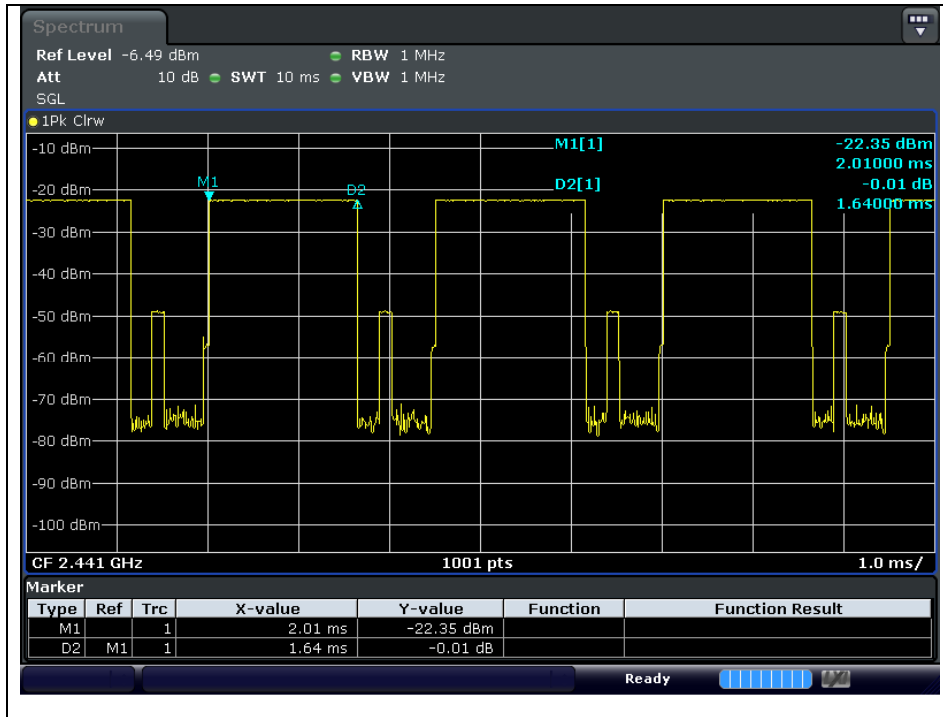 Spectrum
Ref Level -6.49 dBm RBW 1 MHz
Att 10 dB SWT 10 ms VBW 1 MHz
SGL
1Pk Clrw
M1[1] -22.35 dBm
2.01000 ms
D2[1] -0.01 dB
1.64000 ms
M1
D2
-10 dBm
-20 dBm
-30 dBm
-40 dBm
-50 dBm
-60 dBm
-70 dBm
-80 dBm
-90 dBm
-100 dBm
CF 2.441 GHz 1001 pts 1.0 ms/
Marker
Type Ref Trc X-value Y-value Function Function Result
M1 1 2.01 ms -22.35 dBm
D2 M1 1 1.64 ms -0.01 dB
Ready